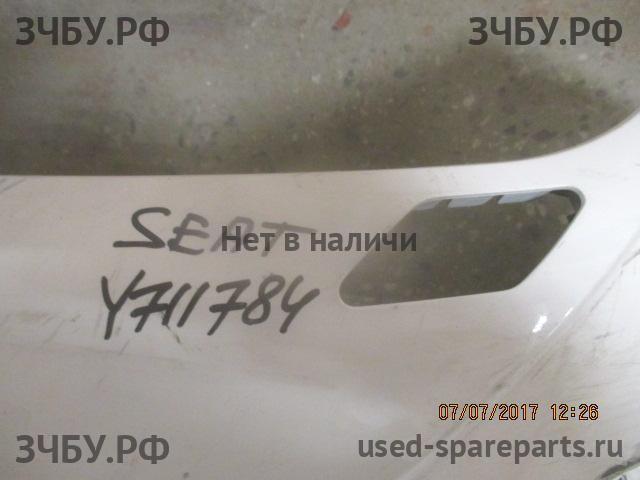 ЗЧБУ.РФ ЗЧБУ.РФ
SEAT
Нет в наличи
Y711784
07/07/2017 12:26
ЗЧБУ.РФ used-spareparts.ru